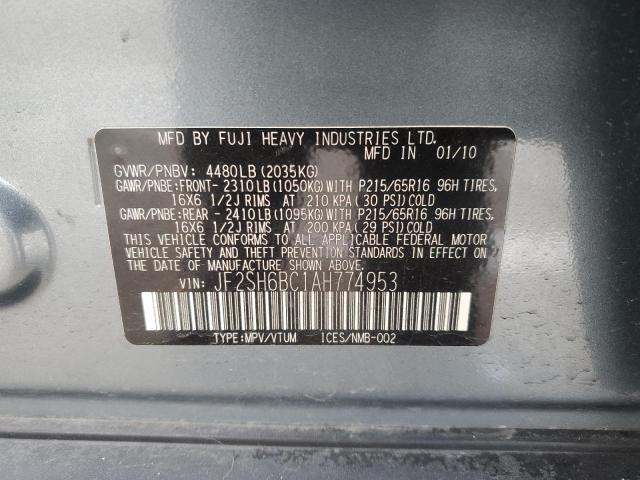 MFD BY FUJI HEAVY INDUSTRIES LTD.
MFD IN 01/10
GVWR/PNBV: 4480LB (2035KG)
GAWR/PNBE:FRONT- 2310LB (1050KG)WITH P215/65R16 96H TIRES,
16X6 1/2J RIMS AT 210 KPA ( 30 PSI)COLD
GAWR/PNBE:REAR - 2410LB (1095KG)WITH P215/65R16 96H TIRES,
16X6 1/2J RIMS AT 200 KPA ( 29 PSI)COLD
THIS VEHICLE CONFORMS TO ALL APPLICABLE FEDERAL MOTOR
VEHICLE SAFETY AND BUMPER STANDARDS IN EFFECT ON
THE DATE OF MANUFACTURE SHOWN ABOVE.
VIN: JF2SH6BC1AH774953
TYPE:MPV/VTUM ICES/NMB-002